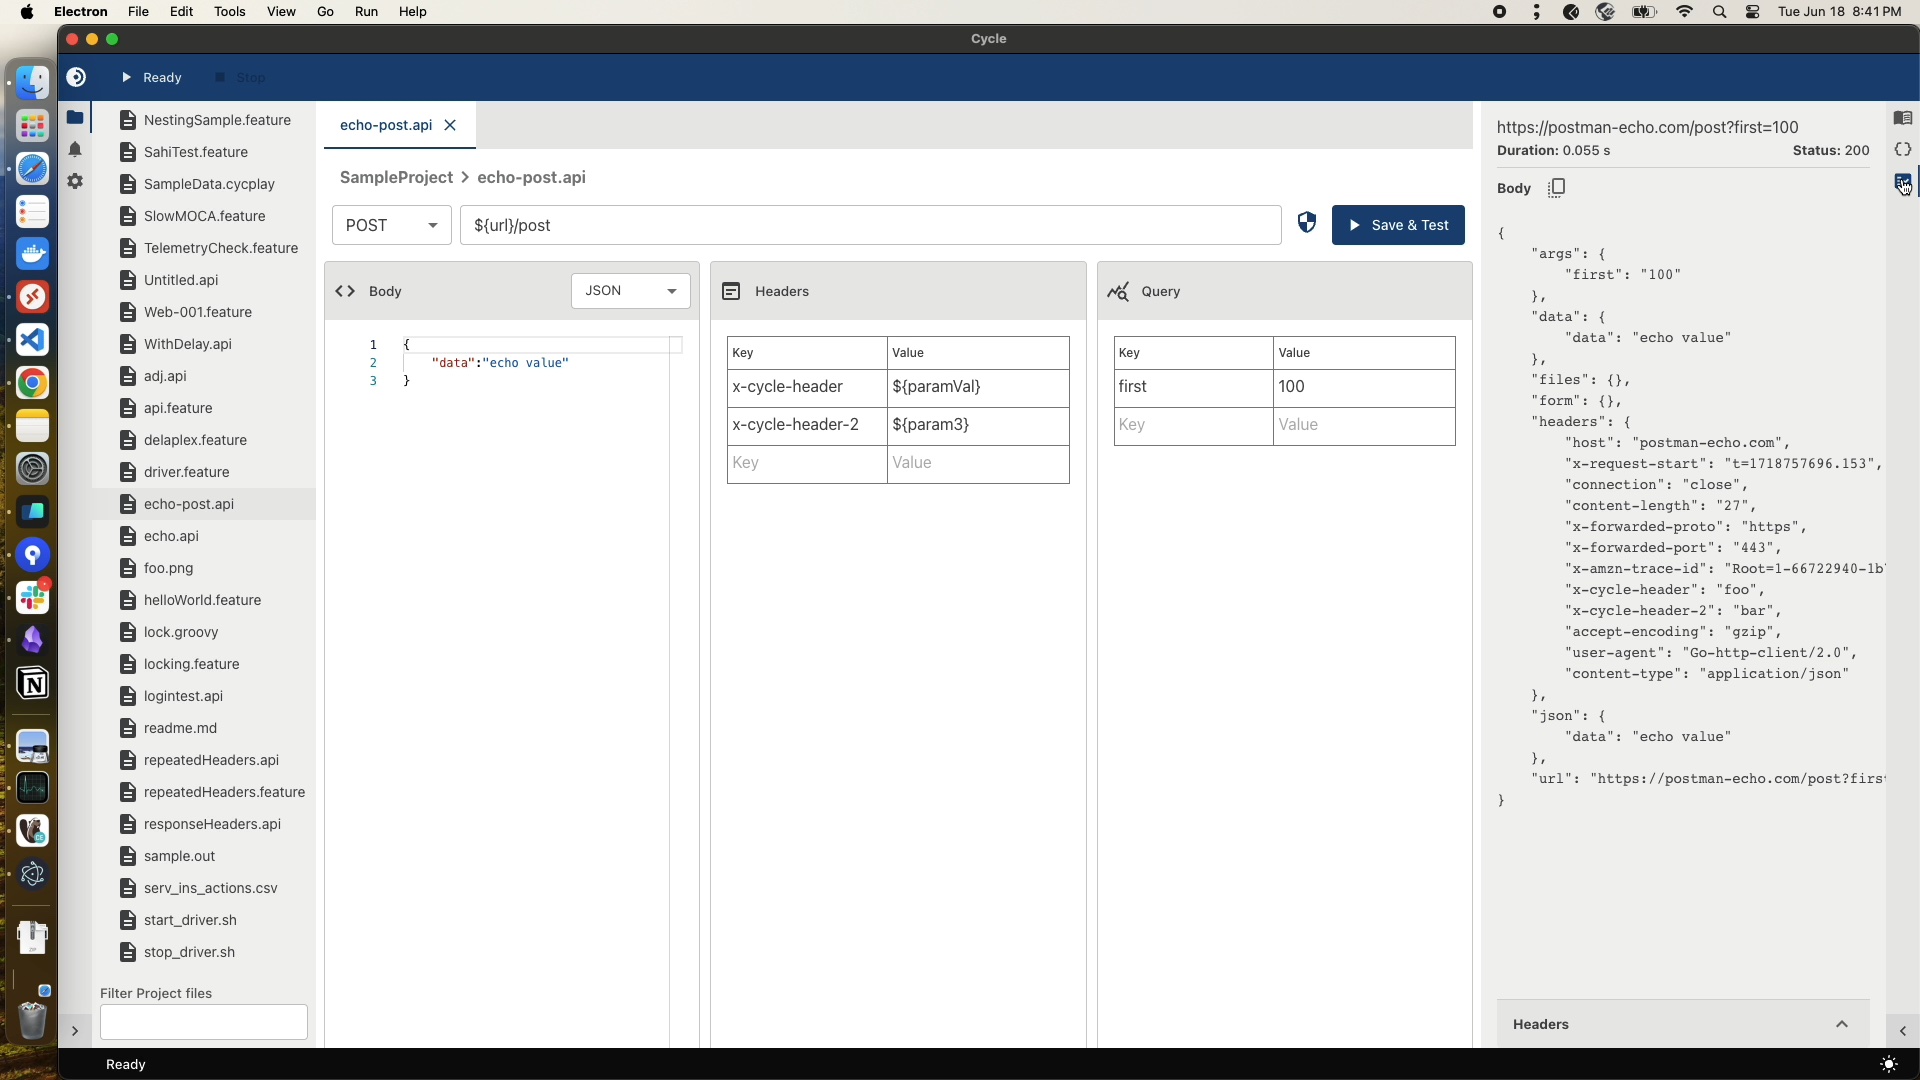 Electron File Edit Tools View Go Run Help
Tue Jun 18 8:41 PM
Cycle
Ready Stop
NestingSample.feature
SahiTest.feature
SampleData.cycplay
SlowMOCA.feature
TelemetryCheck.feature
Untitled.api
Web-001.feature
WithDelay.api
adj.api
api.feature
delaplex.feature
driver.feature
echo-post.api
echo.api
foo.png
helloWorld.feature
lock.groovy
locking.feature
logintest.api
readme.md
repeatedHeaders.api
repeatedHeaders.feature
responseHeaders.api
sample.out
serv_ins_actions.csv
start_driver.sh
stop_driver.sh
Filter Project files
echo-post.api
SampleProject > echo-post.api
POST ${url}/post Save & Test
Body JSON
1 {
2 "data":"echo value"
3 }
Headers
Key Value
x-cycle-header ${paramVal}
x-cycle-header-2 ${param3}
Key Value
Query
Key Value
first 100
Key Value
https://postman-echo.com/post?first=100
Duration: 0.055 s Status: 200
Body
{
"args": {
"first": "100"
},
"data": {
"data": "echo value"
},
"files": {},
"form": {},
"headers": {
"host": "postman-echo.com",
"x-request-start": "t=1718757696.153",
"connection": "close",
"content-length": "27",
"x-forwarded-proto": "https",
"x-forwarded-port": "443",
"x-amzn-trace-id": "Root=1-66722940-1b
"x-cycle-header": "foo",
"x-cycle-header-2": "bar",
"accept-encoding": "gzip",
"user-agent": "Go-http-client/2.0",
"content-type": "application/json"
},
"json": {
"data": "echo value"
},
"url": "https://postman-echo.com/post?firs
}
Headers
Ready